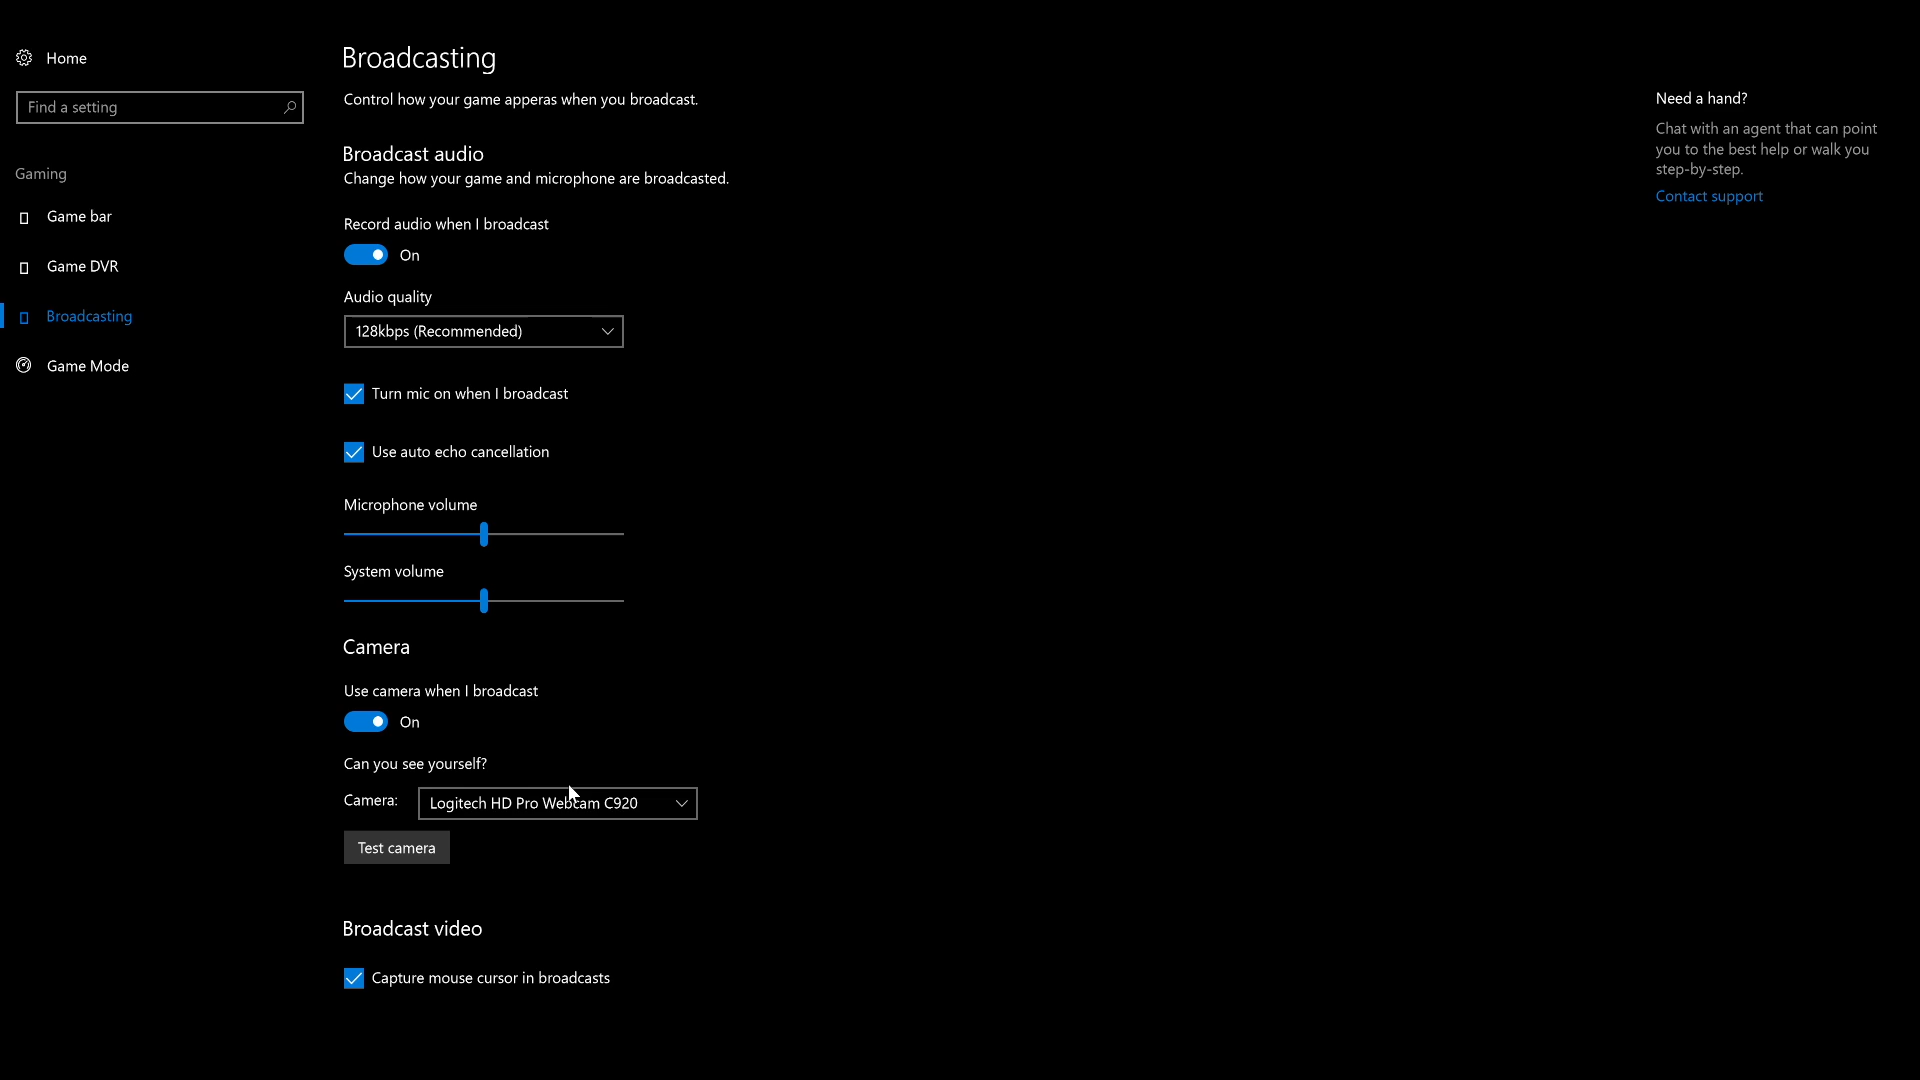 Home
Find a setting
Gaming
Game bar
Game DVR
Broadcasting
Game Mode
Broadcasting
Control how your game apperas when you broadcast.
Broadcast audio
Change how your game and microphone are broadcasted.
Record audio when I broadcast
On
Audio quality
128kbps (Recommended)
Turn mic on when I broadcast
Use auto echo cancellation
Microphone volume
System volume
Camera
Use camera when I broadcast
On
Can you see yourself?
Camera: Logitech HD Pro Webcam C920
Test camera
Broadcast video
Capture mouse cursor in broadcasts
Need a hand?
Chat with an agent that can point
you to the best help or walk you
step-by-step.
Contact support